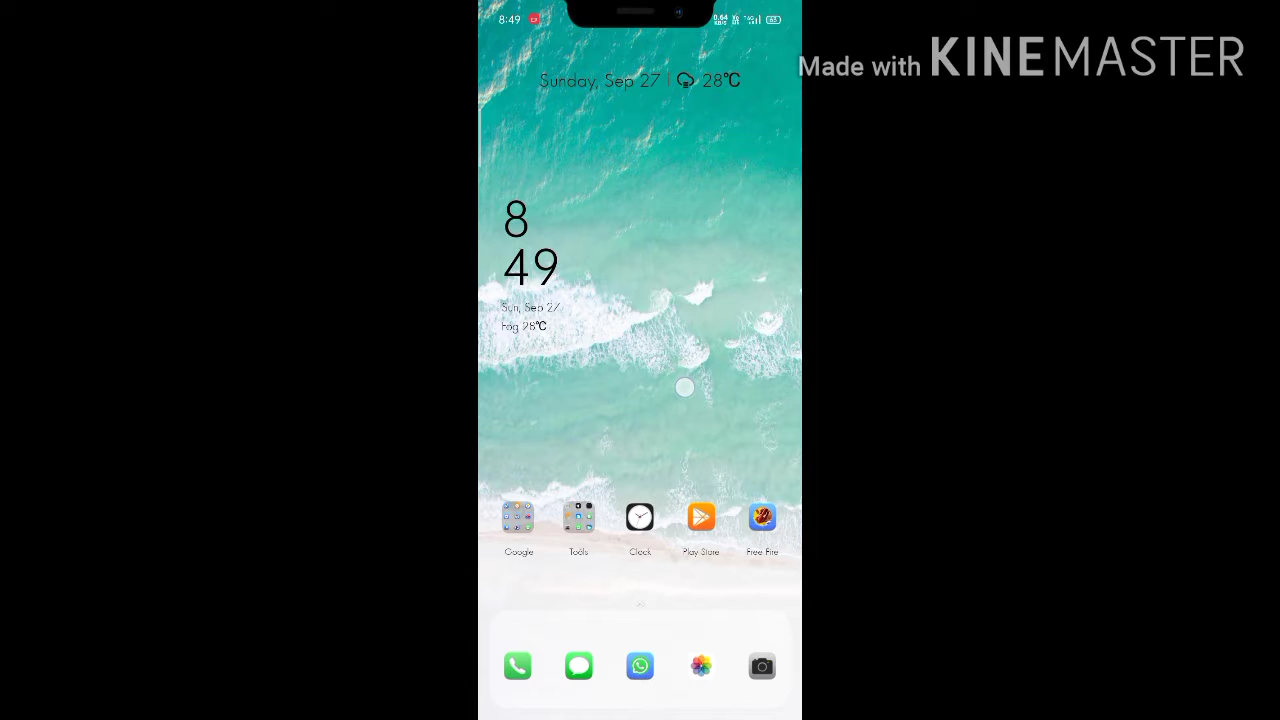 8:49
Made with KINEMASTER
Sunday, Sep 27 | 28℃
8
49
Sun, Sep 27
Fog 28℃
Google
Tools
Clock
Play Store
Free Fire